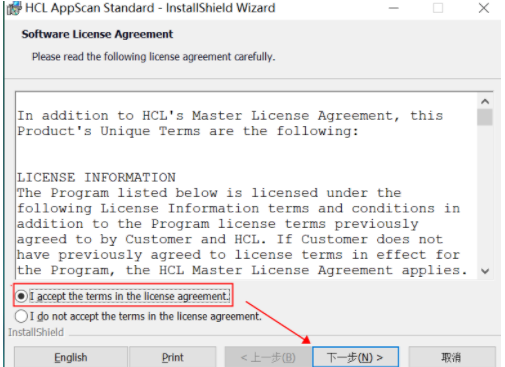 HCL AppScan Standard - InstallShield Wizard
Software License Agreement
Please read the following license agreement carefully.
In addition to HCL's Master License Agreement, this
Product's Unique Terms are the following:
LICENSE INFORMATION
The Program listed below is licensed under the
following License Information terms and conditions in
addition to the Program license terms previously
agreed to by Customer and HCL. If Customer does not
have previously agreed to license terms in effect for
the Program, the HCL Master License Agreement applies.
I accept the terms in the license agreement.
I do not accept the terms in the license agreement.
InstallShield
English Print < 上一步(B) 下一步(N) > 取消